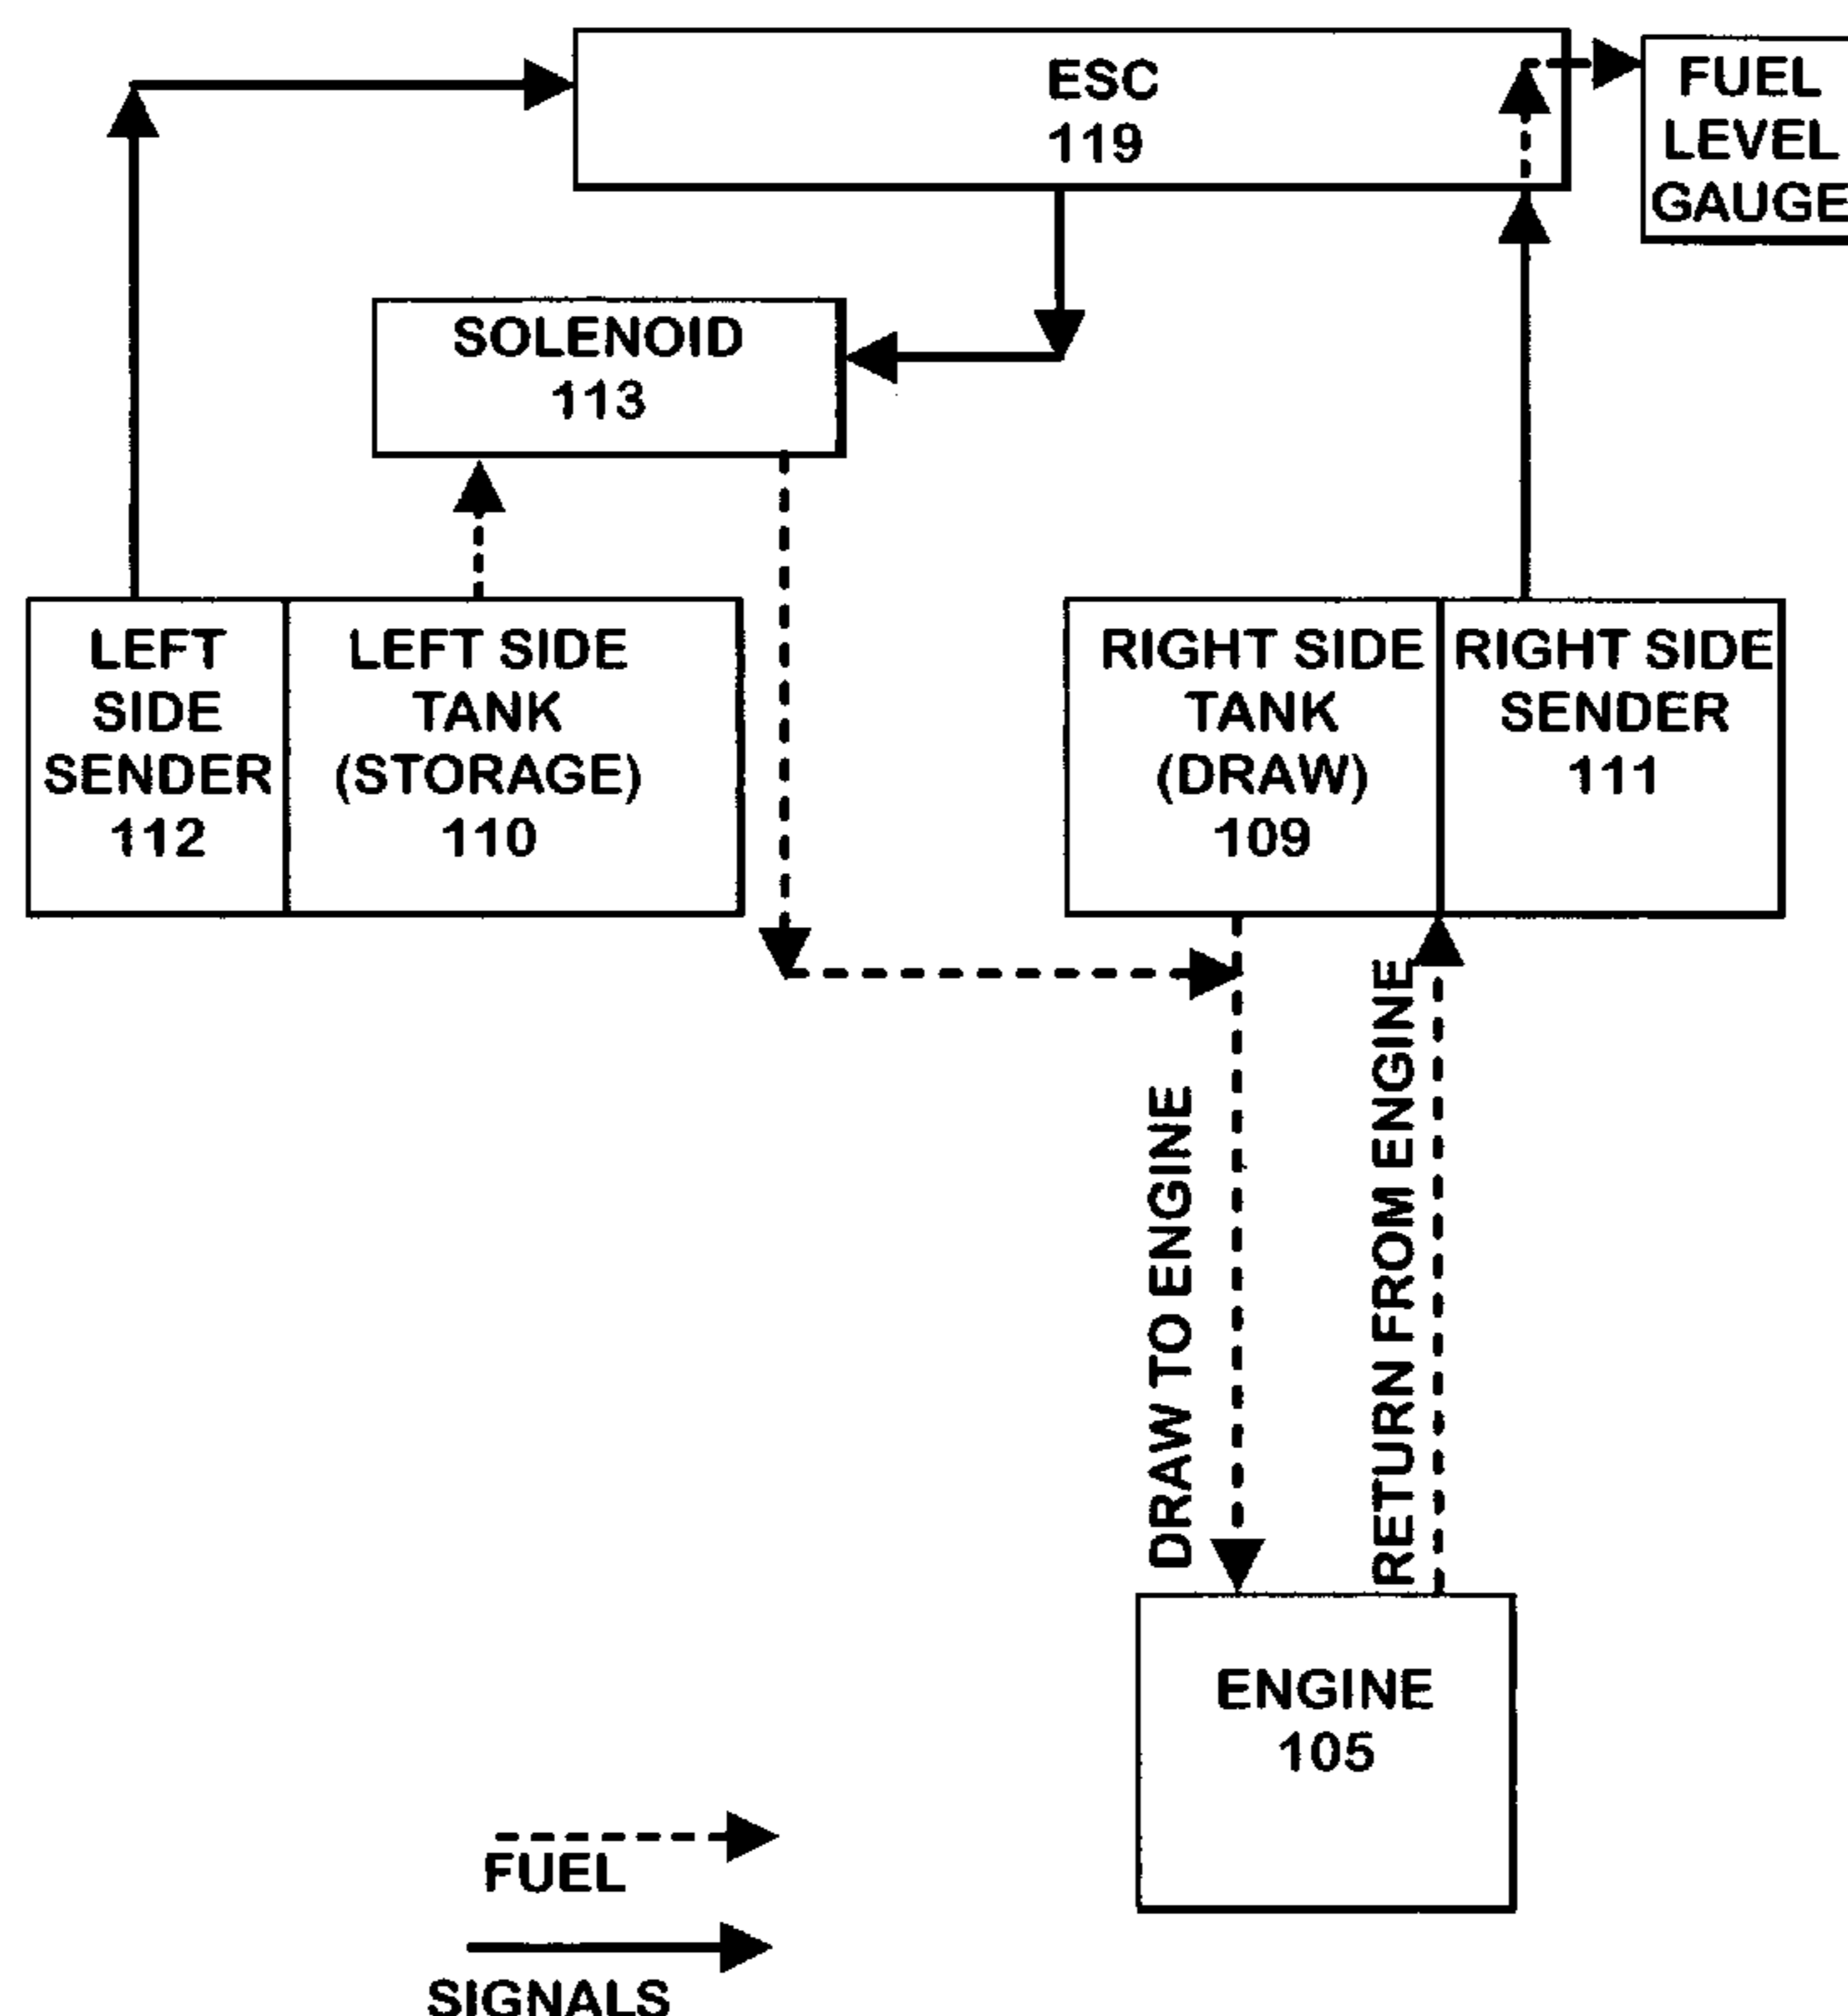 ESC
119
FUEL
LEVEL
GAUGE
SOLENOID
113
LEFT
SIDE
SENDER
112
LEFT SIDE
TANK
(STORAGE)
110
RIGHT SIDE
TANK
(DRAW)
109
RIGHT SIDE
SENDER
111
DRAW TO ENGINE
RETURN FROM ENGINE
ENGINE
105
FUEL
SIGNALS